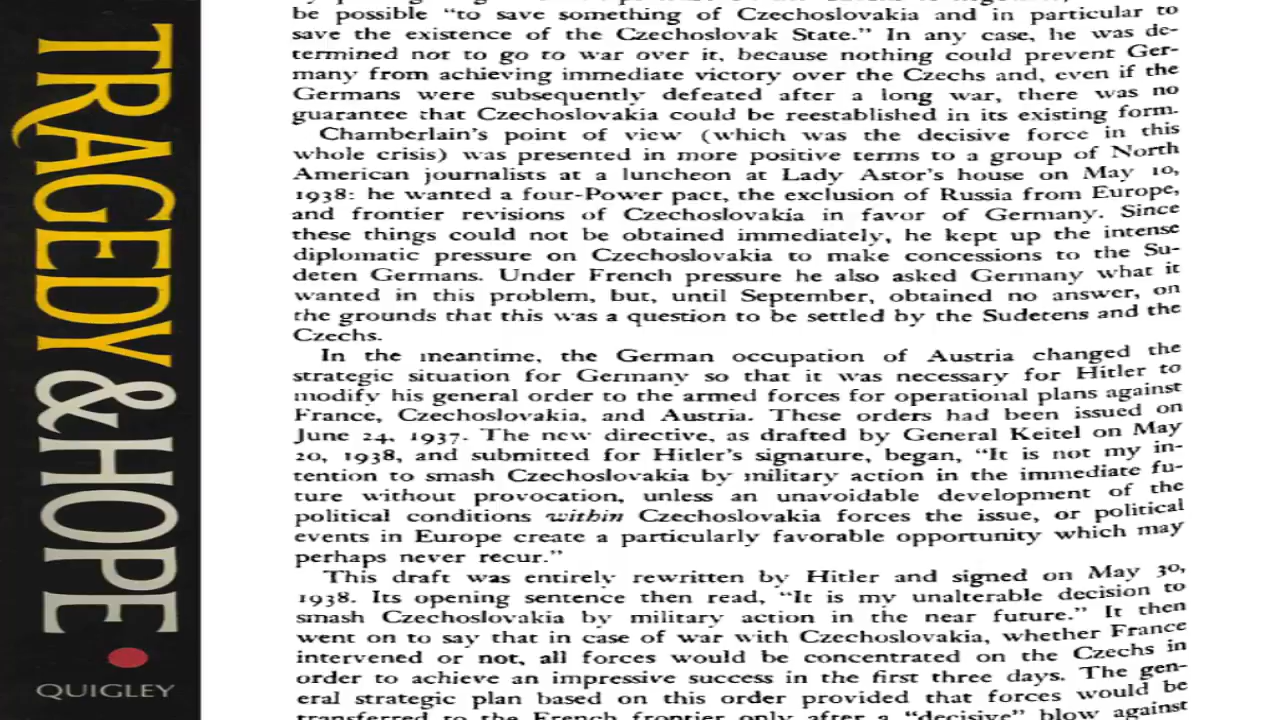 TRAGEDY & HOPE
QUIGLEY
be possible “to save something of Czechoslovakia and in particular to
save the existence of the Czechoslovak State.” In any case, he was de-
termined not to go to war over it, because nothing could prevent Ger-
many from achieving immediate victory over the Czechs and, even if the
Germans were subsequently defeated after a long war, there was no
guarantee that Czechoslovakia could be reestablished in its existing form.
Chamberlain’s point of view (which was the decisive force in this
whole crisis) was presented in more positive terms to a group of North
American journalists at a luncheon at Lady Astor’s house on May 10,
1938: he wanted a four-Power pact, the exclusion of Russia from Europe,
and frontier revisions of Czechoslovakia in favor of Germany. Since
these things could not be obtained immediately, he kept up the intense
diplomatic pressure on Czechoslovakia to make concessions to the Su-
deten Germans. Under French pressure he also asked Germany what it
wanted in this problem, but, until September, obtained no answer, on
the grounds that this was a question to be settled by the Sudetens and the
Czechs.
In the meantime, the German occupation of Austria changed the
strategic situation for Germany so that it was necessary for Hitler to
modify his general order to the armed forces for operational plans against
France, Czechoslovakia, and Austria. These orders had been issued on
June 24, 1937. The new directive, as drafted by General Keitel on May
20, 1938, and submitted for Hitler’s signature, began, “It is not my in-
tention to smash Czechoslovakia by military action in the immediate fu-
ture without provocation, unless an unavoidable development of the
political conditions within Czechoslovakia forces the issue, or political
events in Europe create a particularly favorable opportunity which may
perhaps never recur.”
This draft was entirely rewritten by Hitler and signed on May 30,
1938. Its opening sentence then read, “It is my unalterable decision to
smash Czechoslovakia by military action in the near future.” It then
went on to say that in case of war with Czechoslovakia, whether France
intervened or not, all forces would be concentrated on the Czechs in
order to achieve an impressive success in the first three days. The gen-
eral strategic plan based on this order provided that forces would be
transferred to the French frontier only after a “decisive” blow against